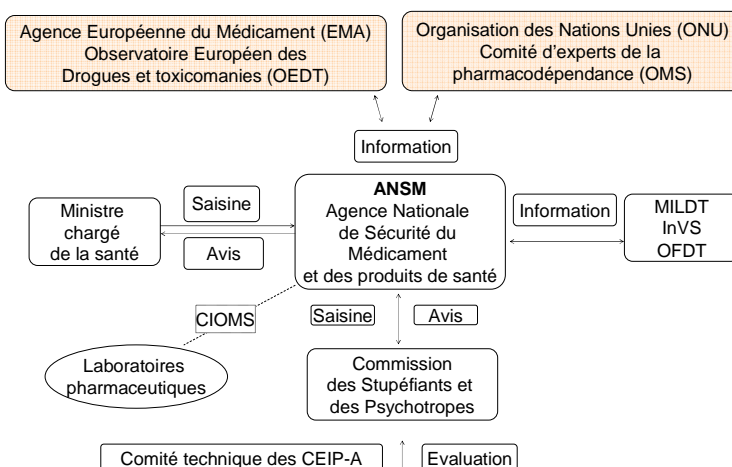 Agence Européenne du Médicament (EMA)
Observatoire Européen des
Drogues et toxicomanies (OEDT)
Organisation des Nations Unies (ONU)
Comité d'experts de la
pharmacodépendance (OMS)
Information
Ministre
chargé
de la santé
Saisine
Avis
ANSM
Agence Nationale
de Sécurité du
Médicament
et des produits de santé
Information
MILDT
InVS
OFDT
CIOMS
Laboratoires
pharmaceutiques
Saisine
Avis
Commission
des Stupéfiants et
des Psychotropes
Comité technique des CEIP-A
Evaluation